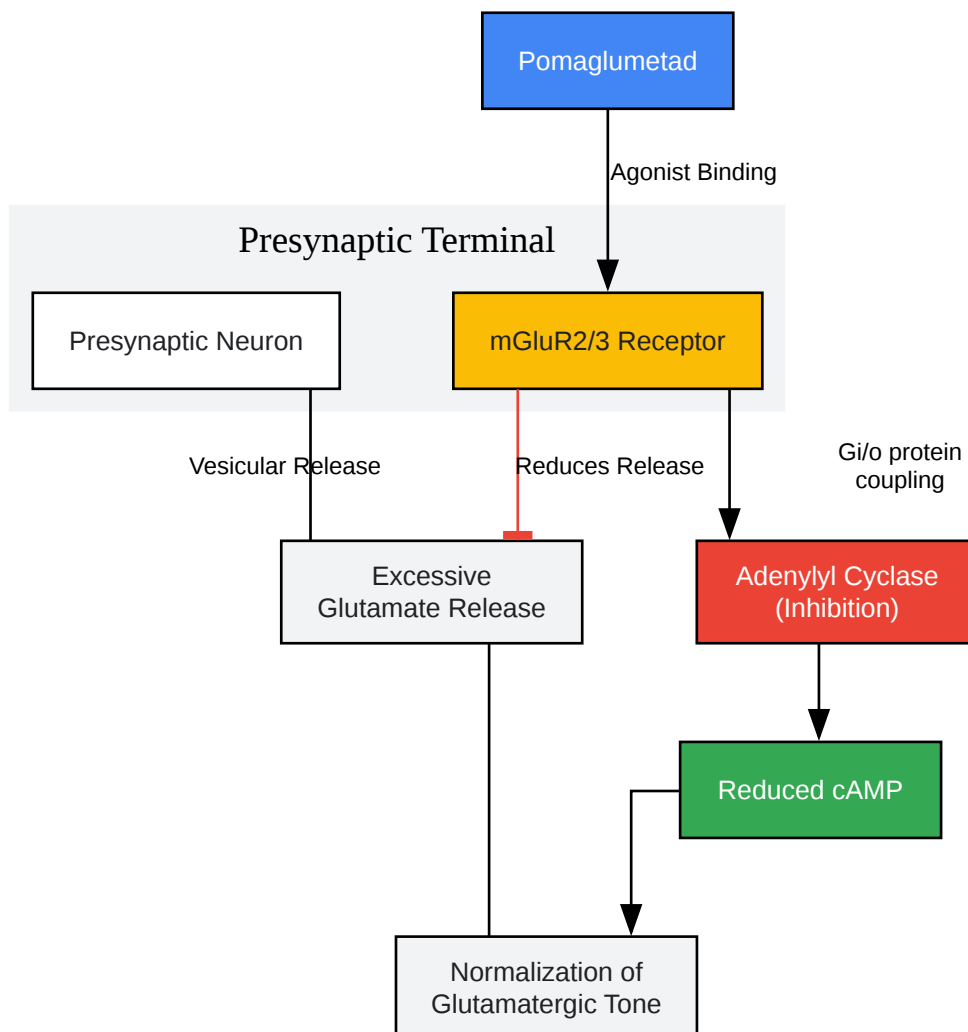 Pomaglumetad
Agonist Binding
Presynaptic Terminal
Presynaptic Neuron
mGluR2/3 Receptor
Vesicular Release
Reduces Release
Gi/o protein
coupling
Excessive
Glutamate Release
Adenylyl Cyclase
(Inhibition)
Reduced cAMP
Normalization of
Glutamatergic Tone